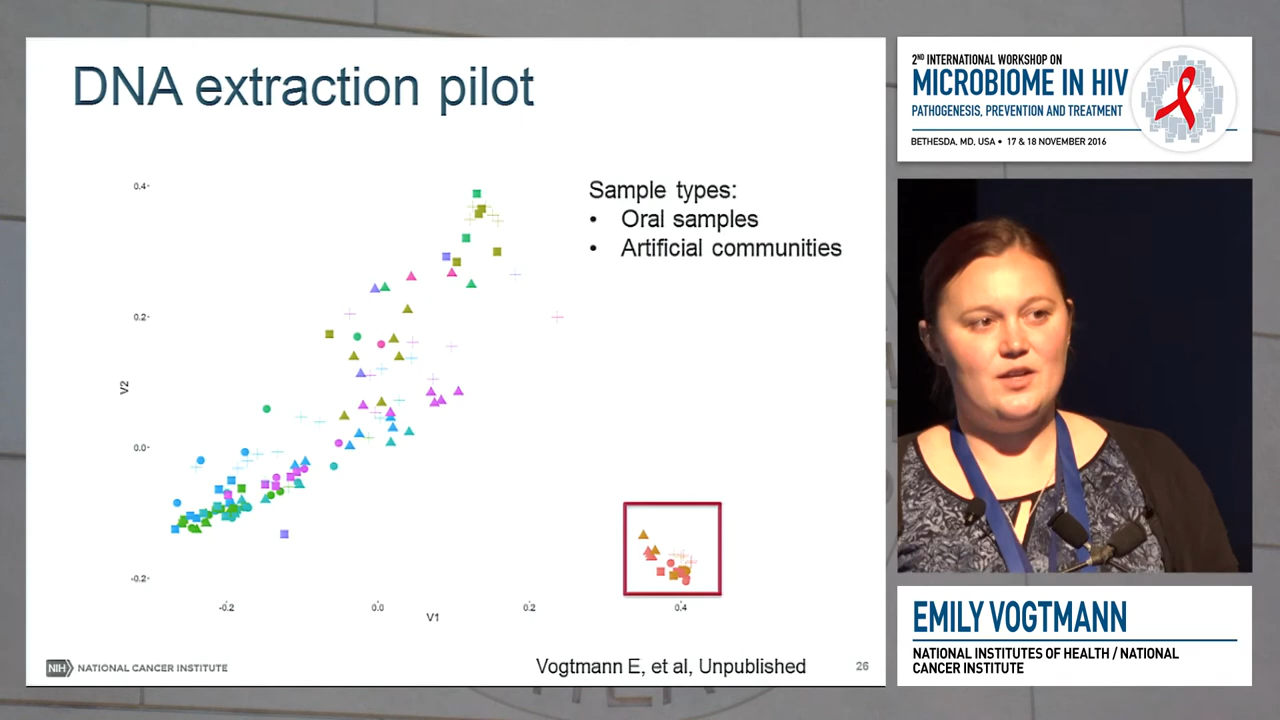 DNA extraction pilot
Sample types:
• Oral samples
• Artificial communities
0.4
0.2
0.0
-0.2
V2
-0.2
0.0
0.2
0.4
V1
NIH NATIONAL CANCER INSTITUTE
Vogtmann E, et al, Unpublished
26
2ND INTERNATIONAL WORKSHOP ON
MICROBIOME IN HIV
PATHOGENESIS, PREVENTION AND TREATMENT
BETHESDA, MD, USA • 17 & 18 NOVEMBER 2016
EMILY VOGTMANN
NATIONAL INSTITUTES OF HEALTH / NATIONAL
CANCER INSTITUTE